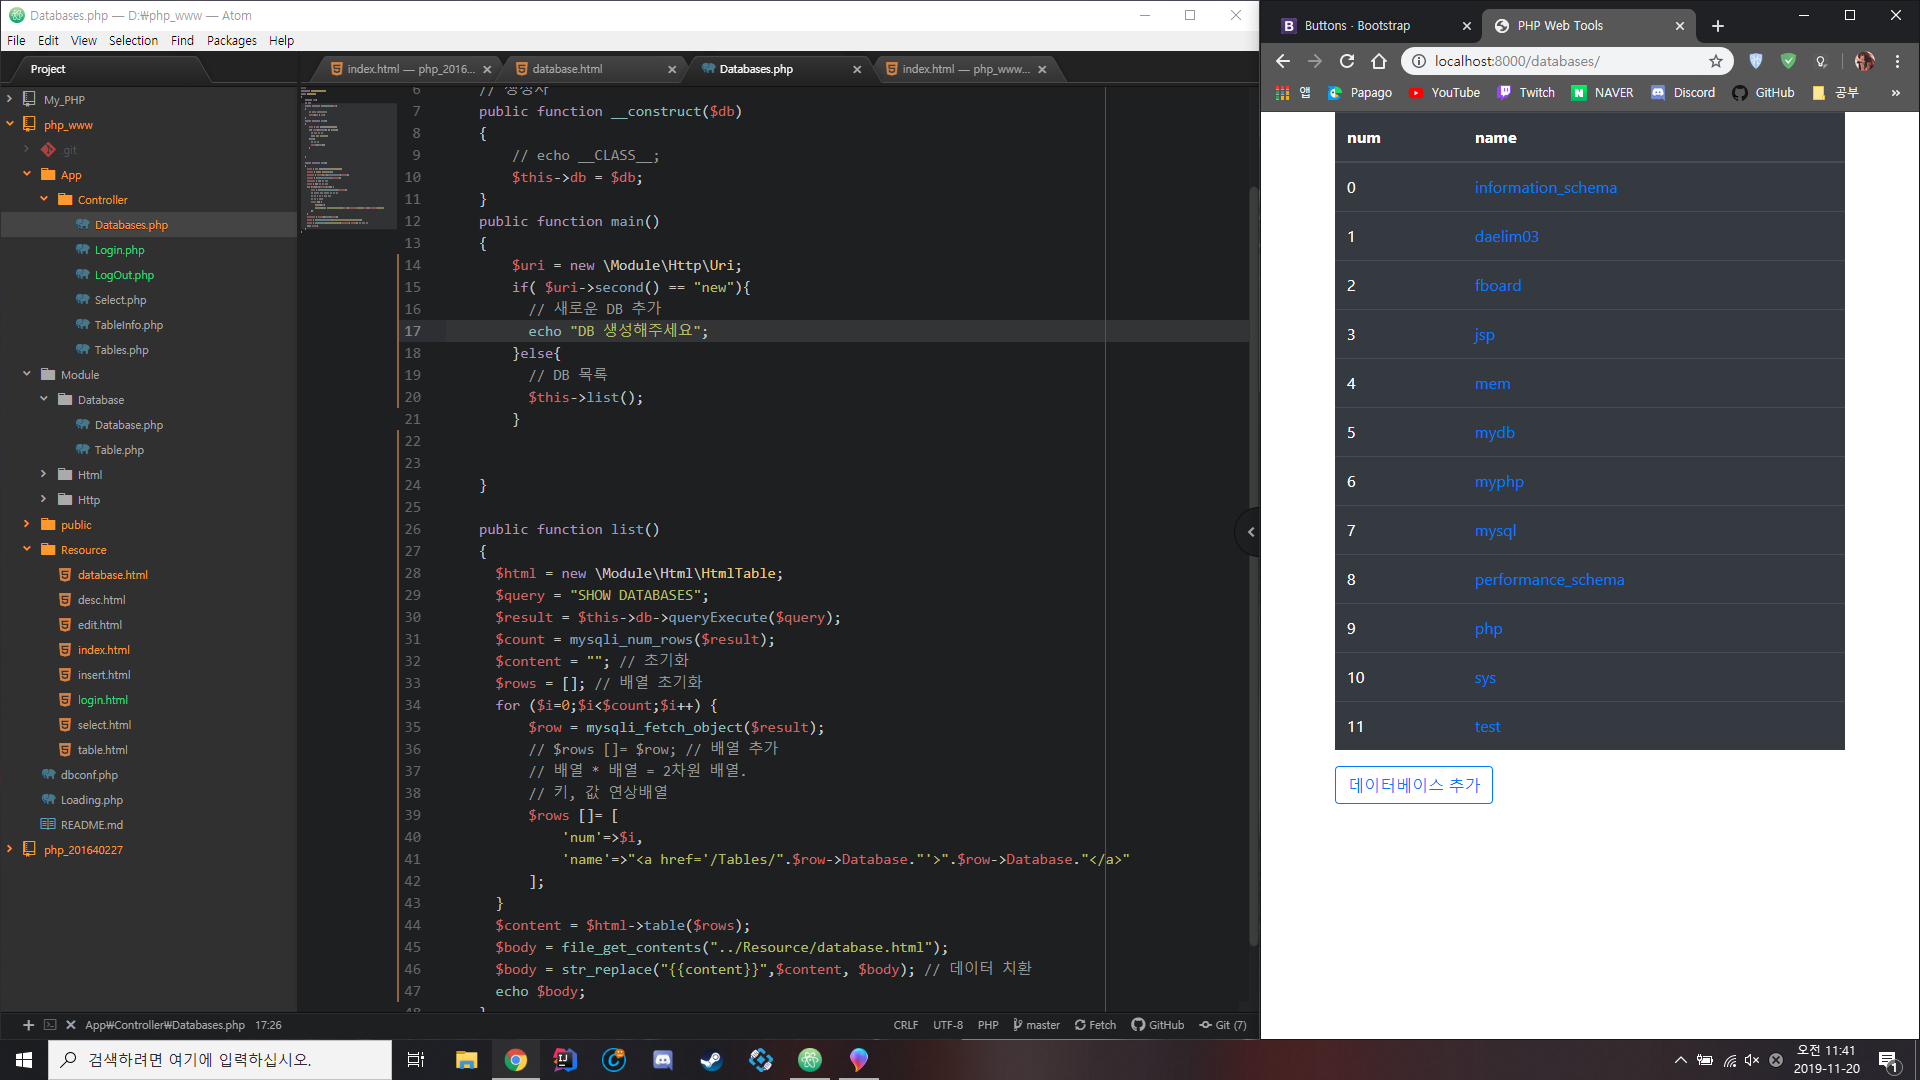 Databases.php — D:₩php_www — Atom
File Edit View Selection Find Packages Help
Project
My_PHP
php_www
.git
App
Controller
Databases.php
Login.php
LogOut.php
Select.php
TableInfo.php
Tables.php
Module
Database
Database.php
Table.php
Html
Http
public
Resource
database.html
desc.html
edit.html
index.html
insert.html
login.html
select.html
table.html
dbconf.php
Loading.php
README.md
php_201640227
index.html — php_2016...
database.html
Databases.php
index.html — php_www...
6 // 생성자
7 public function __construct($db)
8 {
9 // echo __CLASS__;
10 $this->db = $db;
11 }
12 public function main()
13 {
14 $uri = new \Module\Http\Uri;
15 if( $uri->second() == "new"){
16 // 새로운 DB 추가
17 echo "DB 생성해주세요";
18 }else{
19 // DB 목록
20 $this->list();
21 }
22
23
24 }
25
26 public function list()
27 {
28 $html = new \Module\Html\HtmlTable;
29 $query = "SHOW DATABASES";
30 $result = $this->db->queryExecute($query);
31 $count = mysqli_num_rows($result);
32 $content = ""; // 초기화
33 $rows = []; // 배열 초기화
34 for ($i=0;$i<$count;$i++) {
35 $row = mysqli_fetch_object($result);
36 // $rows []= $row; // 배열 추가
37 // 배열 * 배열 = 2차원 배열.
38 // 키, 값 연상배열
39 $rows []= [
40 'num'=>$i,
41 'name'=>"<a href='/Tables/".$row->Database."'>".$row->Database."</a>"
42 ];
43 }
44 $content = $html->table($rows);
45 $body = file_get_contents("../Resource/database.html");
46 $body = str_replace("{{content}}",$content, $body); // 데이터 치환
47 echo $body;
48 }
App₩Controller₩Databases.php 17:26
CRLF UTF-8 PHP master Fetch GitHub Git (7)
Buttons · Bootstrap
PHP Web Tools
localhost:8000/databases/
앱 Papago YouTube Twitch NAVER Discord GitHub 공부 »
num name
0 information_schema
1 daelim03
2 fboard
3 jsp
4 mem
5 mydb
6 myphp
7 mysql
8 performance_schema
9 php
10 sys
11 test
데이터베이스 추가
검색하려면 여기에 입력하십시오.
오전 11:41
2019-11-20
1